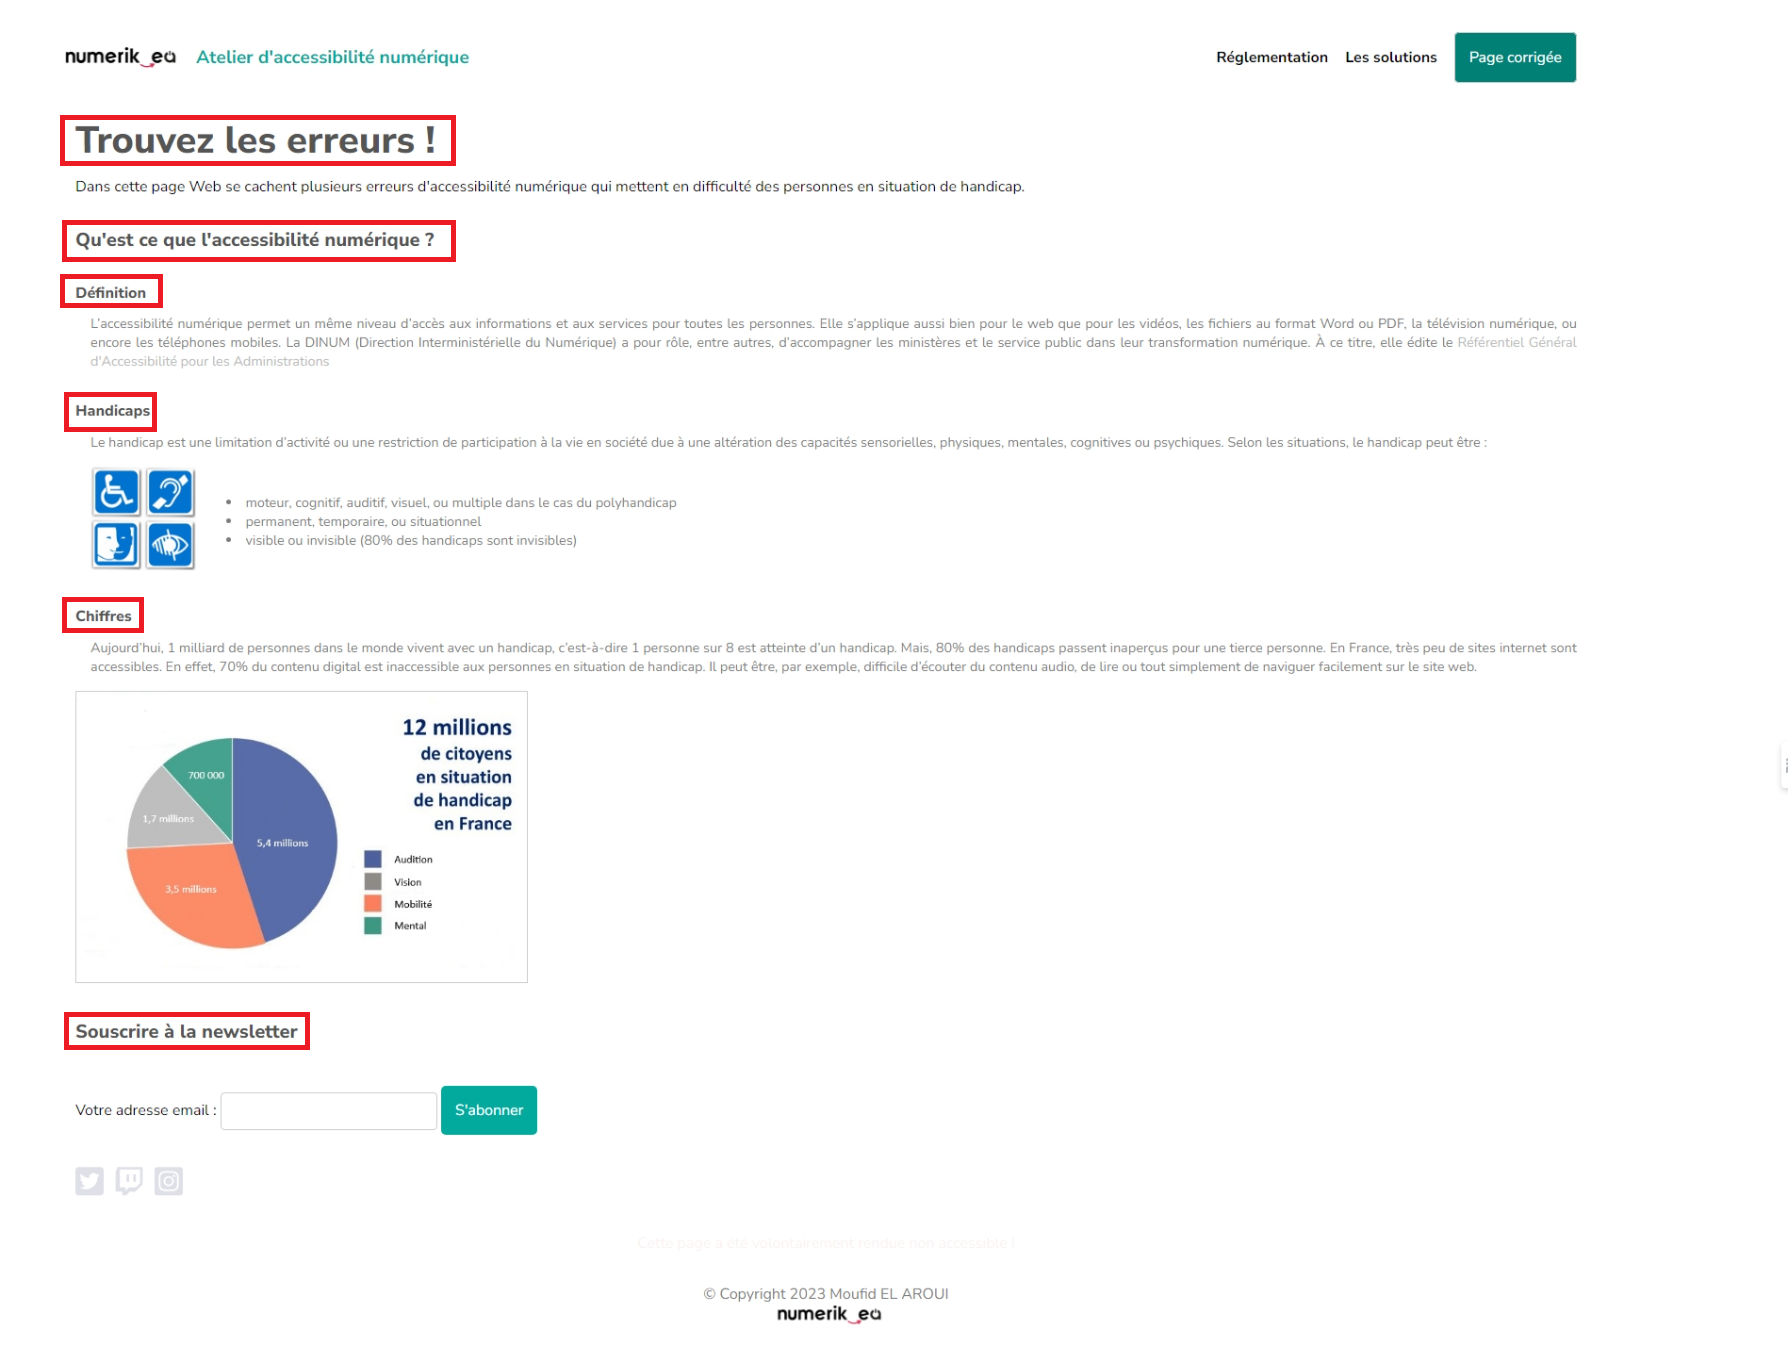 numerik_ea Atelier d'accessibilité numérique Réglementation Les solutions Page corrigée
Trouvez les erreurs !
Dans cette page Web se cachent plusieurs erreurs d'accessibilité numérique qui mettent en difficulté des personnes en situation de handicap.
Qu'est ce que l'accessibilité numérique ?
Définition
L'accessibilité numérique permet un même niveau d'accès aux informations et aux services pour toutes les personnes. Elle s'applique aussi bien pour le web que pour les vidéos, les fichiers au format Word ou PDF, la télévision numérique, ou
encore les téléphones mobiles. La DINUM (Direction Interministérielle du Numérique) a pour rôle, entre autres, d'accompagner les ministères et le service public dans leur transformation numérique. À ce titre, elle édite le Référentiel Général
d'Accessibilité pour les Administrations
Handicaps
Le handicap est une limitation d'activité ou une restriction de participation à la vie en société due à une altération des capacités sensorielles, physiques, mentales, cognitives ou psychiques. Selon les situations, le handicap peut être :
• moteur, cognitif, auditif, visuel, ou multiple dans le cas du polyhandicap
• permanent, temporaire, ou situationnel
• visible ou invisible (80% des handicaps sont invisibles)
Chiffres
Aujourd'hui, 1 milliard de personnes dans le monde vivent avec un handicap, c'est-à-dire 1 personne sur 8 est atteinte d'un handicap. Mais, 80% des handicaps passent inaperçus pour une tierce personne. En France, très peu de sites internet sont
accessibles. En effet, 70% du contenu digital est inaccessible aux personnes en situation de handicap. Il peut être, par exemple, difficile d'écouter du contenu audio, de lire ou tout simplement de naviguer facilement sur le site web.
12 millions
de citoyens
en situation
de handicap
en France
700 000
1,7 millions
5,4 millions
3,5 millions
Audition
Vision
Mobilité
Mental
Souscrire à la newsletter
Votre adresse email : S'abonner
Cette page a été volontairement rendue non accessible !
© Copyright 2023 Moufid EL AROUI
numerik_ea